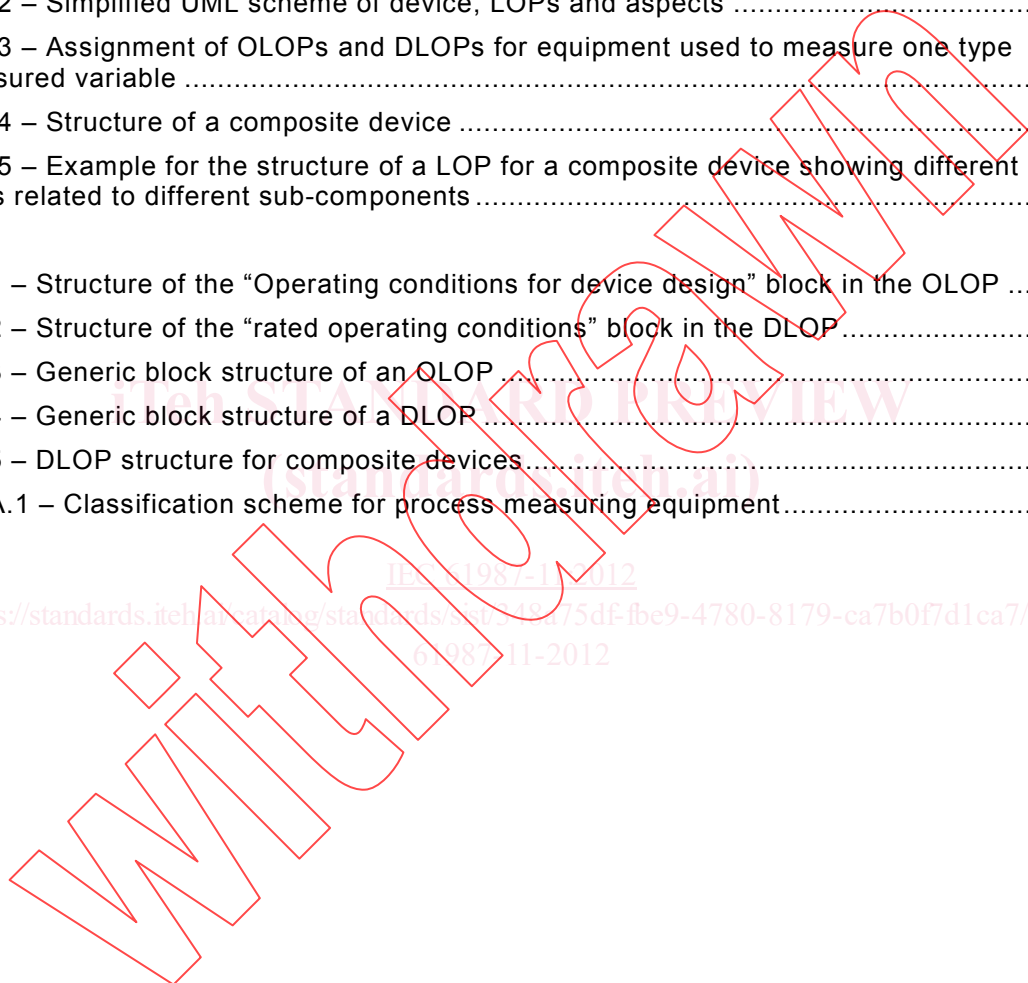 2 – Simplified UML scheme of device, LOPs and aspects ....................................
3 – Assignment of OLOPs and DLOPs for equipment used to measure one type
sured variable ....................................................................................................
4 – Structure of a composite device .....................................................................
5 – Example for the structure of a LOP for a composite device showing different
s related to different sub-components ..................................................................
– Structure of the “Operating conditions for device design” block in the OLOP ...
– Structure of the “rated operating conditions” block in the DLOP .......................
– Generic block structure of an OLOP ................................................................
– Generic block structure of a DLOP ..................................................................
– DLOP structure for composite devices .............................................................
A.1 – Classification scheme for process measuring equipment ..............................
iTeh STANDARD PREVIEW
(standards.iteh.ai)
IEC 61987-11:2012
s://standards.iteh.ai/catalog/standards/sist/348a75df-fbe9-4780-8179-ca7b0f7d1ca7/
61987-11-2012
withdrawn